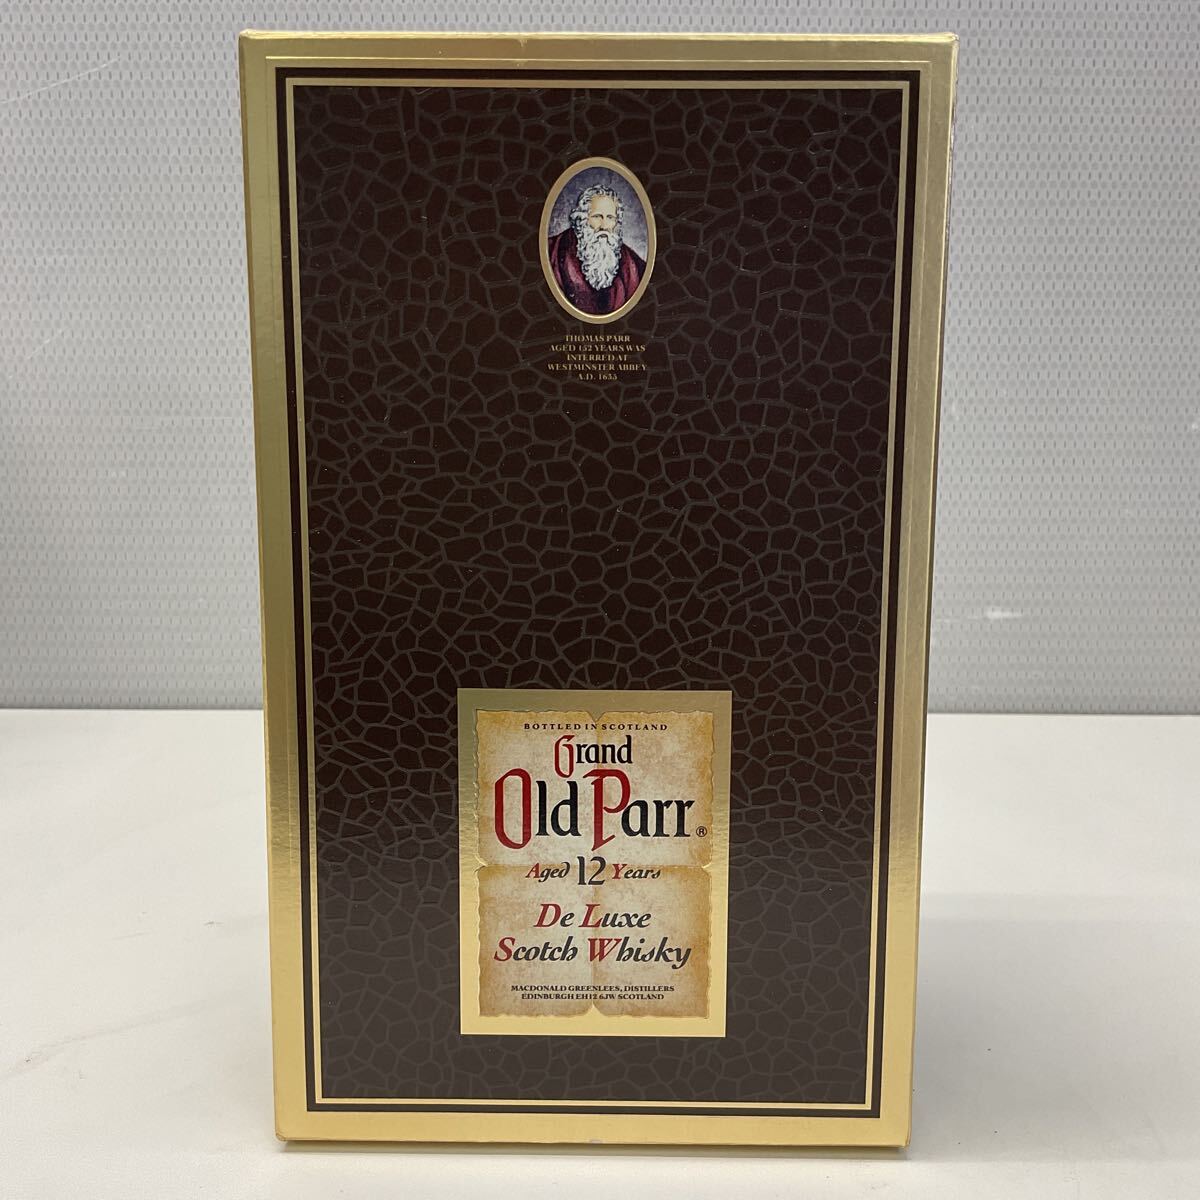 THOMAS PARR
AGED 152 YEARS WAS
INTERRED AT
WESTMINSTER ABBEY
A.D. 1635
BOTTLED IN SCOTLAND
Grand
Old Parr ®
Aged 12 Years
De Luxe
Scotch Whisky
MACDONALD GREENLEES, DISTILLERS
EDINBURGH EH12 6JW SCOTLAND